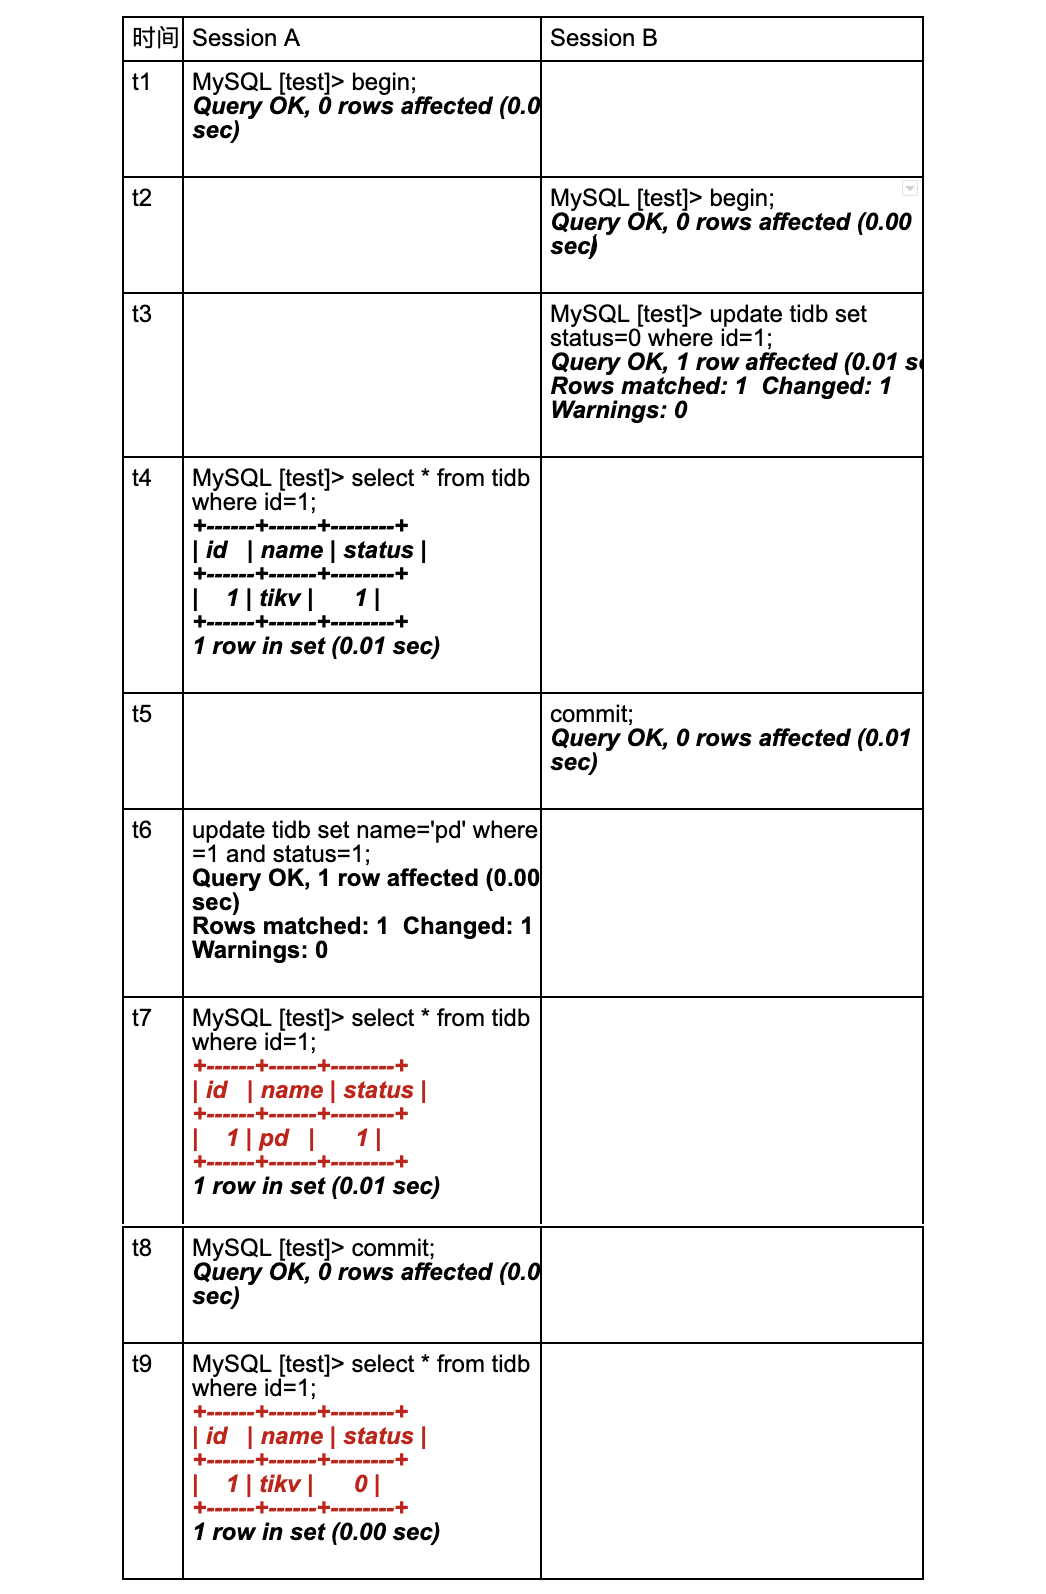 时间 Session A Session B
t1 MySQL [test]> begin;
Query OK, 0 rows affected (0.0
sec)
t2 MySQL [test]> begin;
Query OK, 0 rows affected (0.00
sec)
t3 MySQL [test]> update tidb set
status=0 where id=1;
Query OK, 1 row affected (0.01 se
Rows matched: 1  Changed: 1
Warnings: 0
t4 MySQL [test]> select * from tidb
where id=1;
+------+------+--------+
| id   | name | status |
+------+------+--------+
|    1 | tikv |      1 |
+------+------+--------+
1 row in set (0.01 sec)
t5 commit;
Query OK, 0 rows affected (0.01
sec)
t6 update tidb set name='pd' where
=1 and status=1;
Query OK, 1 row affected (0.00
sec)
Rows matched: 1  Changed: 1
Warnings: 0
t7 MySQL [test]> select * from tidb
where id=1;
+------+------+--------+
| id   | name | status |
+------+------+--------+
|    1 | pd   |      1 |
+------+------+--------+
1 row in set (0.01 sec)
t8 MySQL [test]> commit;
Query OK, 0 rows affected (0.0
sec)
t9 MySQL [test]> select * from tidb
where id=1;
+------+------+--------+
| id   | name | status |
+------+------+--------+
|    1 | tikv |      0 |
+------+------+--------+
1 row in set (0.00 sec)